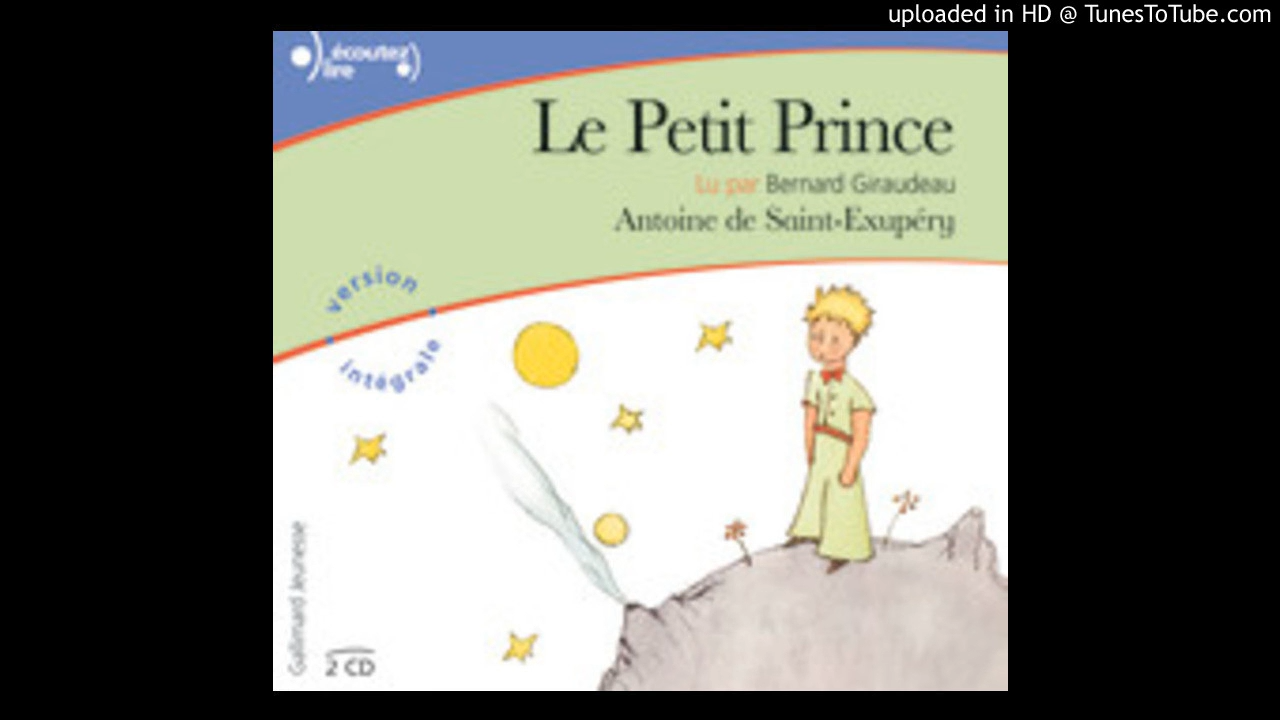 uploaded in HD @ TunesToTube.com
écoutez
lire
Le Petit Prince
Lu par Bernard Giraudeau
Antoine de Saint-Exupéry
version
intégrale
Gallimard Jeunesse
2 CD